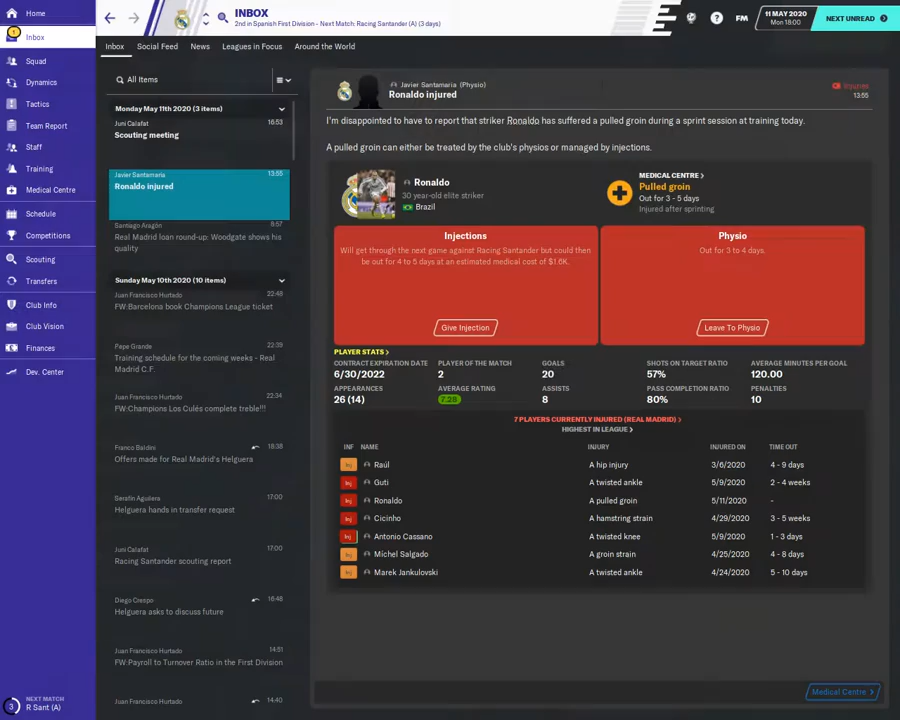 Home
INBOX
2nd in Spanish First Division - Next Match: Racing Santander (A) (3 days)
FM
11 MAY 2020
Mon 18:00
NEXT UNREAD
1
Inbox
Inbox
Social Feed
News
Leagues in Focus
Around the World
Squad
Dynamics
Tactics
Team Report
Staff
Training
Medical Centre
Schedule
Competitions
Scouting
Transfers
Club Info
Club Vision
Finances
Dev. Center
NEXT MATCH
3
R Sant (A)
All Items
Monday May 11th 2020 (3 items)
Juni Calafat
16:53
Scouting meeting
Javier Santamaria
13:55
Ronaldo injured
Santiago Aragón
8:57
Real Madrid loan round-up: Woodgate shows his
quality
Sunday May 10th 2020 (10 items)
Juan Francisco Hurtado
22:48
FW:Barcelona book Champions League ticket
Pepe Grande
22:39
Training schedule for the coming weeks - Real
Madrid C.F.
Juan Francisco Hurtado
22:34
FW:Champions Los Culés complete treble!!!
Franco Baldini
18:38
Offers made for Real Madrid's Helguera
Serafin Aguilera
17:00
Helguera hands in transfer request
Juni Calafat
17:00
Racing Santander scouting report
Diego Crespo
16:48
Helguera asks to discuss future
Juan Francisco Hurtado
14:51
FW:Payroll to Turnover Ratio in the First Division
Juan Francisco Hurtado
14:40
Javier Santamaria (Physio)
Ronaldo injured
Injuries
13:55
I'm disappointed to have to report that striker Ronaldo has suffered a pulled groin during a sprint session at training today.
A pulled groin can either be treated by the club's physios or managed by injections.
Ronaldo
30 year-old elite striker
Brazil
MEDICAL CENTRE
Pulled groin
Out for 3 - 5 days
Injured after sprinting
Injections
Will get through the next game against Racing Santander but could then
be out for 4 to 5 days at an estimated medical cost of $1.6K.
Give Injection
Physio
Out for 3 to 4 days.
Leave To Physio
PLAYER STATS
CONTRACT EXPIRATION DATE
PLAYER OF THE MATCH
GOALS
SHOTS ON TARGET RATIO
AVERAGE MINUTES PER GOAL
6/30/2022
2
20
57%
120.00
APPEARANCES
AVERAGE RATING
ASSISTS
PASS COMPLETION RATIO
PENALTIES
26 (14)
7.28
8
80%
10
7 PLAYERS CURRENTLY INJURED (REAL MADRID)
HIGHEST IN LEAGUE
INF NAME INJURY INJURED ON TIME OUT
Inj Raúl A hip injury 3/6/2020 4 - 9 days
Inj Guti A twisted ankle 5/9/2020 2 - 4 weeks
Inj Ronaldo A pulled groin 5/11/2020 -
Inj Cicinho A hamstring strain 4/29/2020 3 - 5 weeks
Inj Antonio Cassano A twisted knee 5/9/2020 1 - 3 days
Inj Míchel Salgado A groin strain 4/25/2020 4 - 8 days
Inj Marek Jankulovski A twisted ankle 4/24/2020 5 - 10 days
Medical Centre